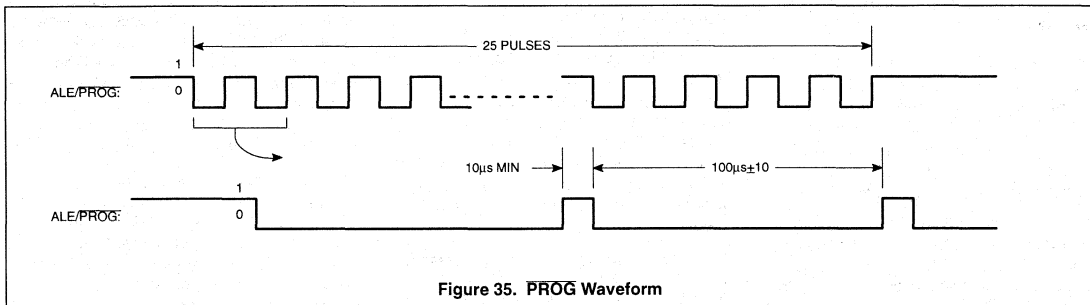 25 PULSES
1
ALE/PROG:
0
10µs MIN
100µs±10
1
ALE/PROG:
0
Figure 35. PROG Waveform